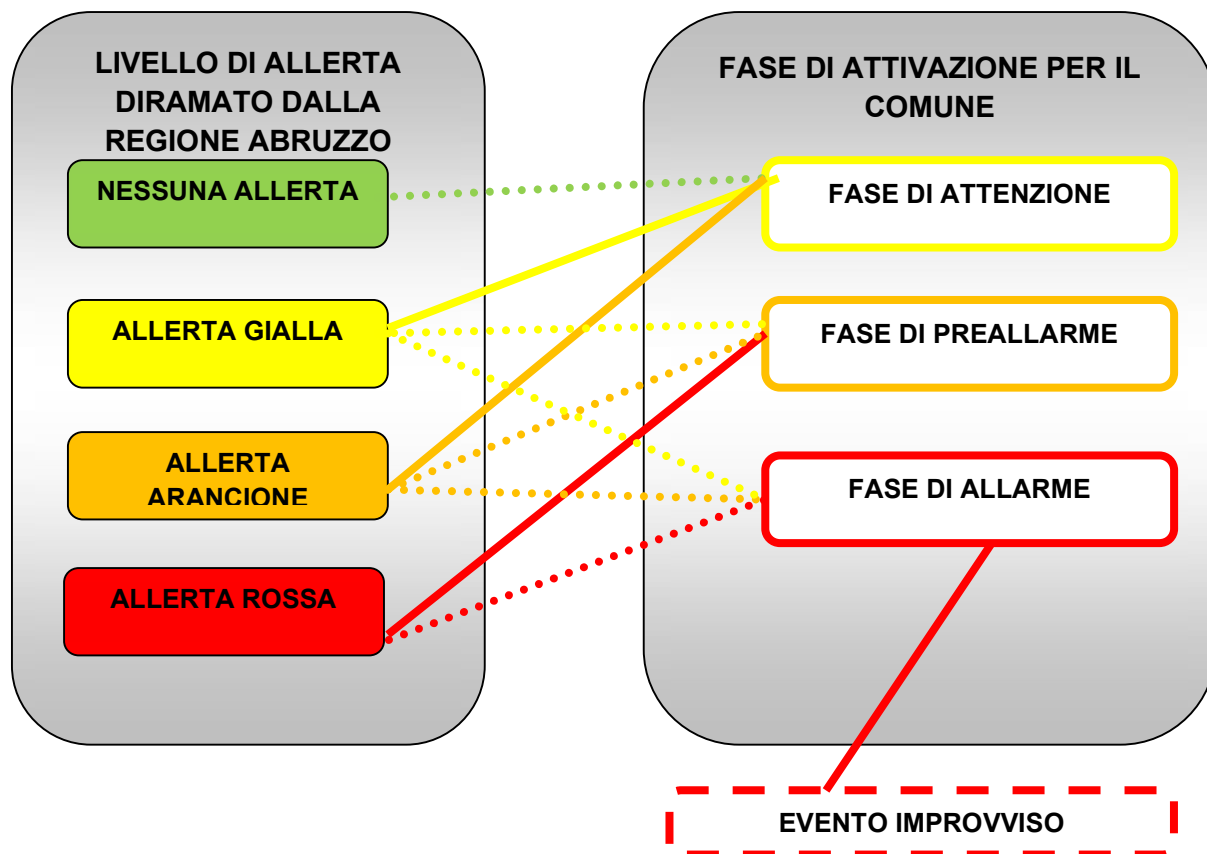 LIVELLO DI ALLERTA
DIRAMATO DALLA
REGIONE ABRUZZO
NESSUNA ALLERTA
ALLERTA GIALLA
ALLERTA
ARANCIONE
ALLERTA ROSSA
FASE DI ATTIVAZIONE PER IL
COMUNE
FASE DI ATTENZIONE
FASE DI PREALLARME
FASE DI ALLARME
EVENTO IMPROVVISO